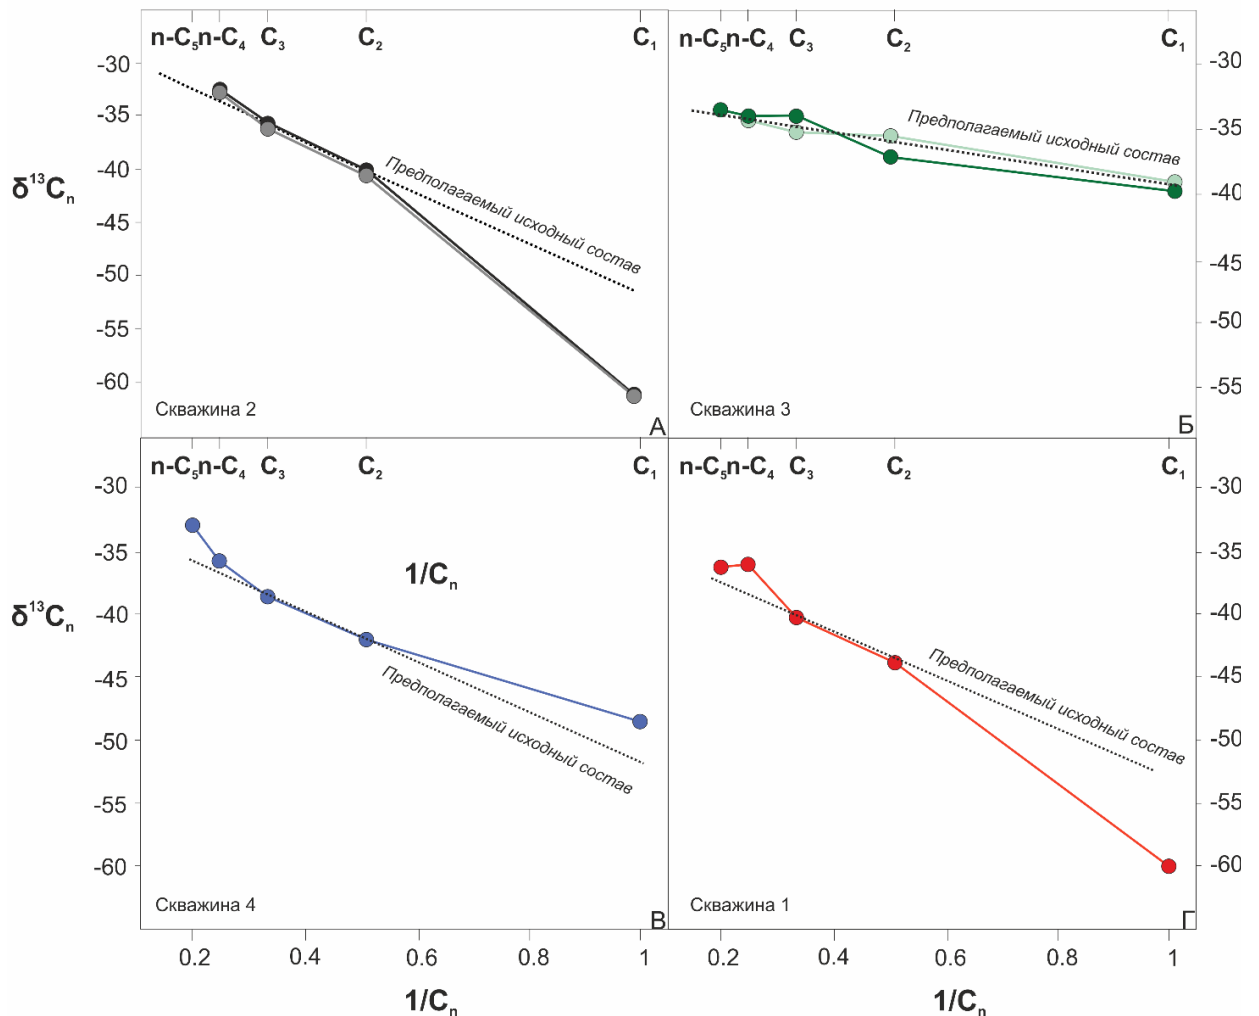 n-C₅ n-C₄ C₃ C₂ C₁
-30
-35
-40
-45
-50
-55
-60
δ¹³Cₙ
Предполагаемый исходный состав
Скважина 2
А
n-C₅ n-C₄ C₃ C₂ C₁
-30
-35
-40
-45
-50
-55
Предполагаемый исходный состав
Скважина 3
Б
n-C₅ n-C₄ C₃ C₂ C₁
-30
-35
-40
-45
-50
-55
-60
δ¹³Cₙ
1/Cₙ
Предполагаемый исходный состав
Скважина 4
В
0.2 0.4 0.6 0.8 1
1/Cₙ
n-C₅ n-C₄ C₃ C₂ C₁
-30
-35
-40
-45
-50
-55
-60
Предполагаемый исходный состав
Скважина 1
Г
0.2 0.4 0.6 0.8 1
1/Cₙ